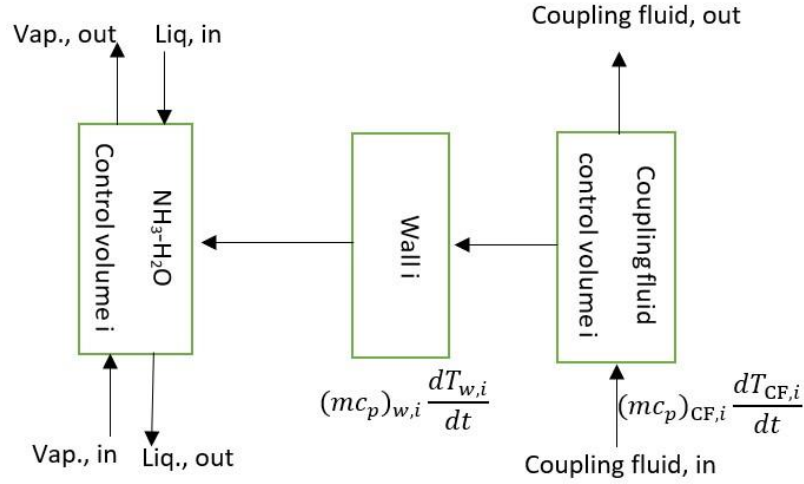 Vap., out
Liq, in
Coupling fluid, out
Control volume i
NH₃-H₂O
Wall i
Coupling fluid
control volume i
(mc_p)_{w,i} dT_{w,i}/dt
(mc_p)_{CF,i} dT_{CF,i}/dt
Vap., in
Liq., out
Coupling fluid, in